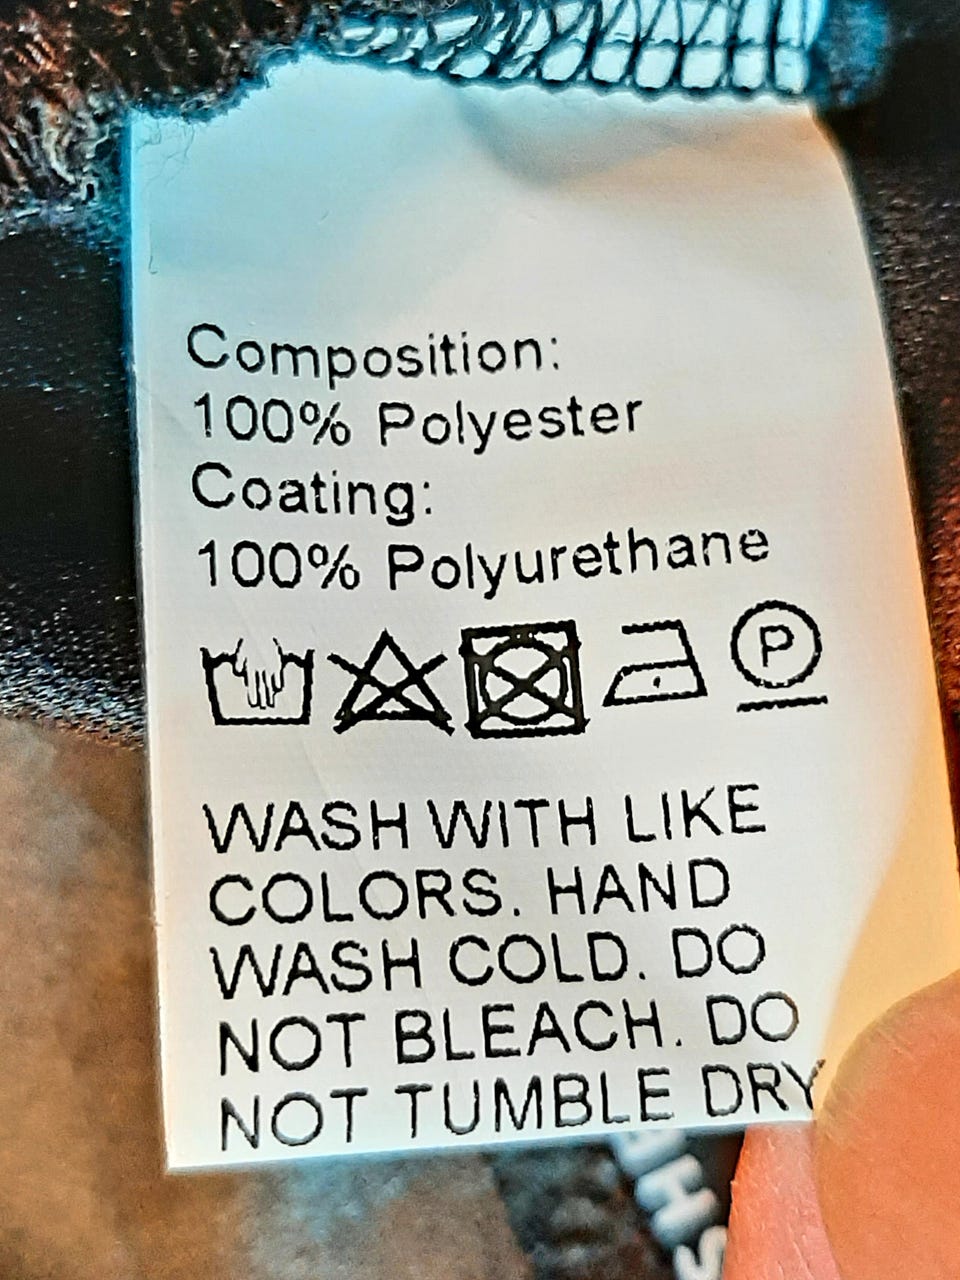 Composition:
100% Polyester
Coating:
100% Polyurethane
P
WASH WITH LIKE
COLORS. HAND
WASH COLD. DO
NOT BLEACH. DO
NOT TUMBLE DRY